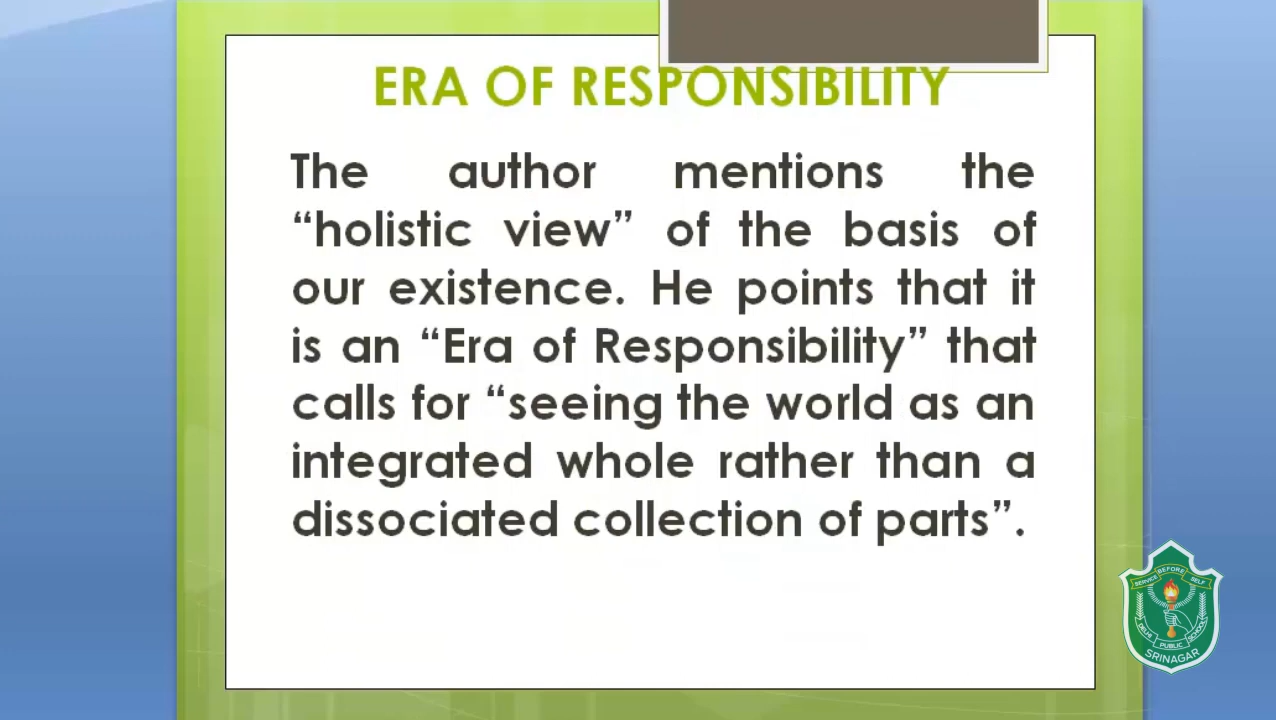 ERA OF RESPONSIBILITY
The author mentions the
“holistic view” of the basis of
our existence. He points that it
is an “Era of Responsibility” that
calls for “seeing the world as an
integrated whole rather than a
dissociated collection of parts”.
SERVICE BEFORE SELF
DELHI PUBLIC SCHOOL
SRINAGAR